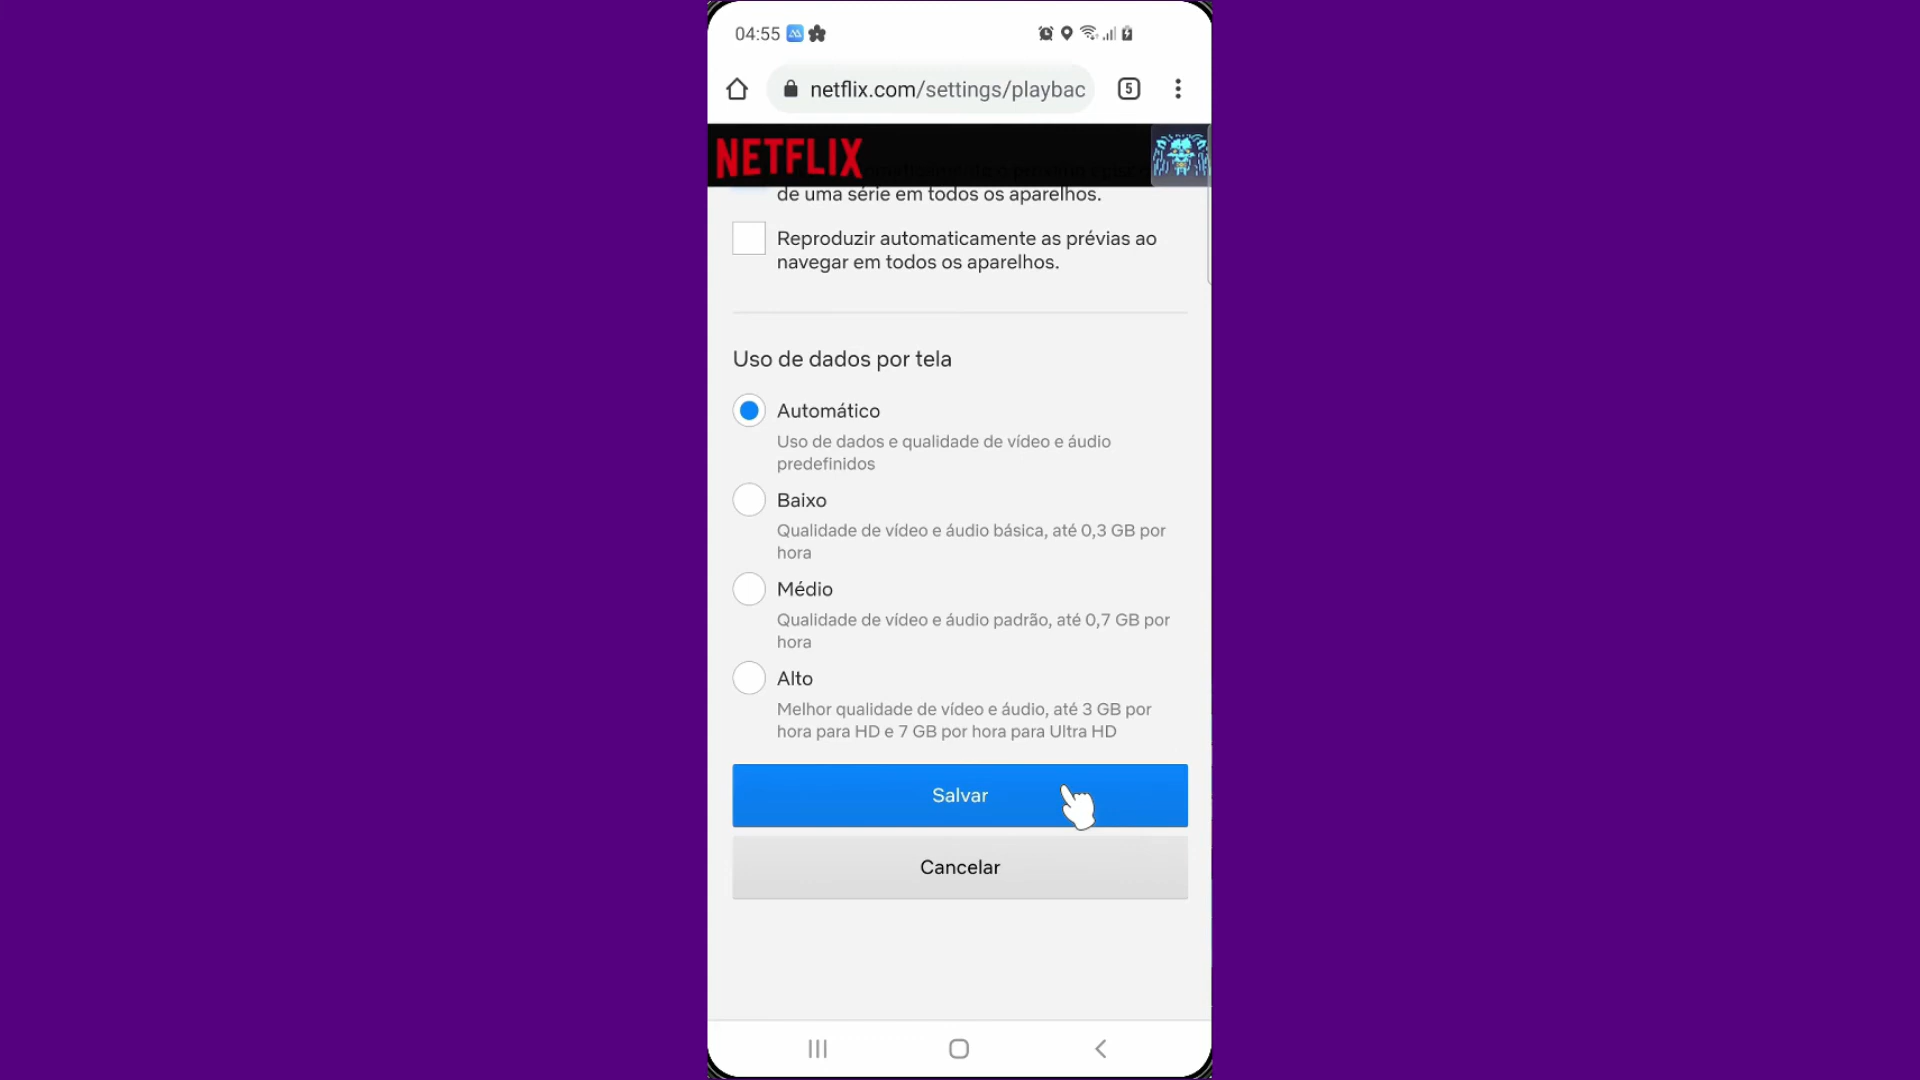 04:55
netflix.com/settings/playbac
5
NETFLIX
de uma série em todos os aparelhos.
Reproduzir automaticamente as prévias ao
navegar em todos os aparelhos.
Uso de dados por tela
Automático
Uso de dados e qualidade de vídeo e áudio
predefinidos
Baixo
Qualidade de vídeo e áudio básica, até 0,3 GB por
hora
Médio
Qualidade de vídeo e áudio padrão, até 0,7 GB por
hora
Alto
Melhor qualidade de vídeo e áudio, até 3 GB por
hora para HD e 7 GB por hora para Ultra HD
Salvar
Cancelar